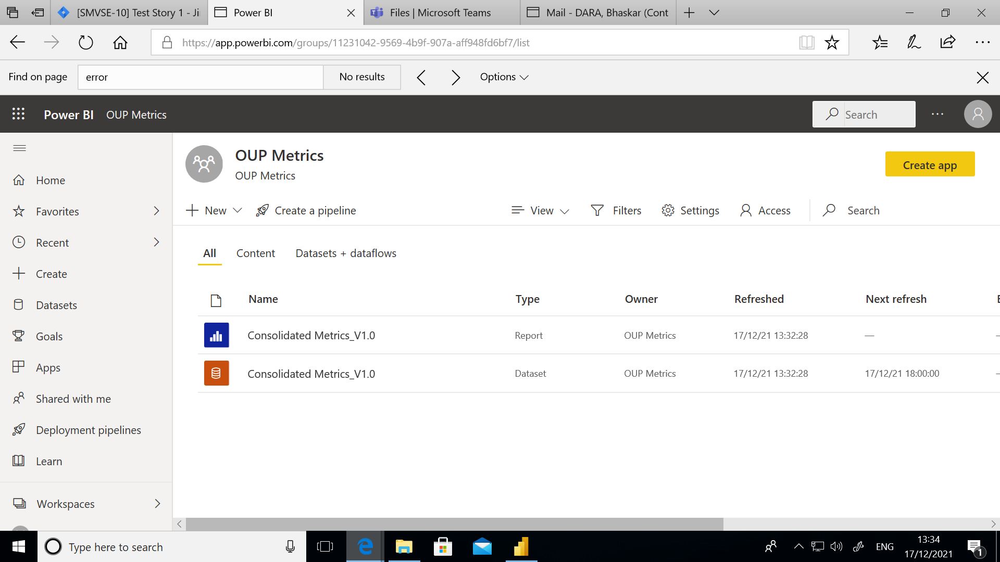 [SMVSE-10] Test Story 1 - Ji
Power BI
Files | Microsoft Teams
Mail - DARA, Bhaskar (Cont
https://app.powerbi.com/groups/11231042-9569-4b9f-907a-aff948fd6bf7/list
Find on page
error
No results
Options
Power BI OUP Metrics
Search
Home
Favorites
Recent
Create
Datasets
Goals
Apps
Shared with me
Deployment pipelines
Learn
Workspaces
OUP Metrics
OUP Metrics
Create app
New
Create a pipeline
View
Filters
Settings
Access
Search
All
Content
Datasets + dataflows
Name Type Owner Refreshed Next refresh
Consolidated Metrics_V1.0 Report OUP Metrics 17/12/21 13:32:28 —
Consolidated Metrics_V1.0 Dataset OUP Metrics 17/12/21 13:32:28 17/12/21 18:00:00
Type here to search
ENG
13:34
17/12/2021
1